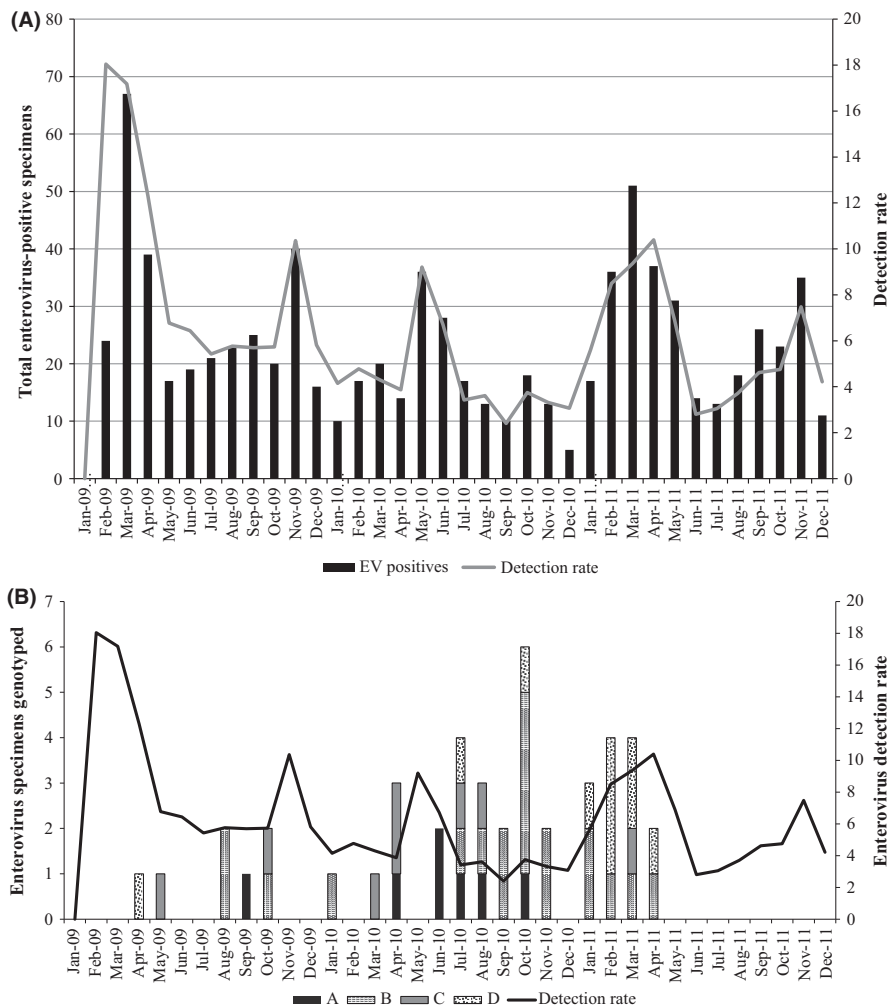 (A)
Total enterovirus-positive specimens
80
70
60
50
40
30
20
10
0
20
18
16
14
12
10
8
6
4
2
0
Detection rate
Jan-09
Feb-09
Mar-09
Apr-09
May-09
Jun-09
Jul-09
Aug-09
Sep-09
Oct-09
Nov-09
Dec-09
Jan-10
Feb-10
Mar-10
Apr-10
May-10
Jun-10
Jul-10
Aug-10
Sep-10
Oct-10
Nov-10
Dec-10
Jan-11
Feb-11
Mar-11
Apr-11
May-11
Jun-11
Jul-11
Aug-11
Sep-11
Oct-11
Nov-11
Dec-11
EV positives Detection rate
(B)
Enterovirus specimens genotyped
7
6
5
4
3
2
1
0
20
18
16
14
12
10
8
6
4
2
0
Enterovirus detection rate
Jan-09
Feb-09
Mar-09
Apr-09
May-09
Jun-09
Jul-09
Aug-09
Sep-09
Oct-09
Nov-09
Dec-09
Jan-10
Feb-10
Mar-10
Apr-10
May-10
Jun-10
Jul-10
Aug-10
Sep-10
Oct-10
Nov-10
Dec-10
Jan-11
Feb-11
Mar-11
Apr-11
May-11
Jun-11
Jul-11
Aug-11
Sep-11
Oct-11
Nov-11
Dec-11
A B C D Detection rate